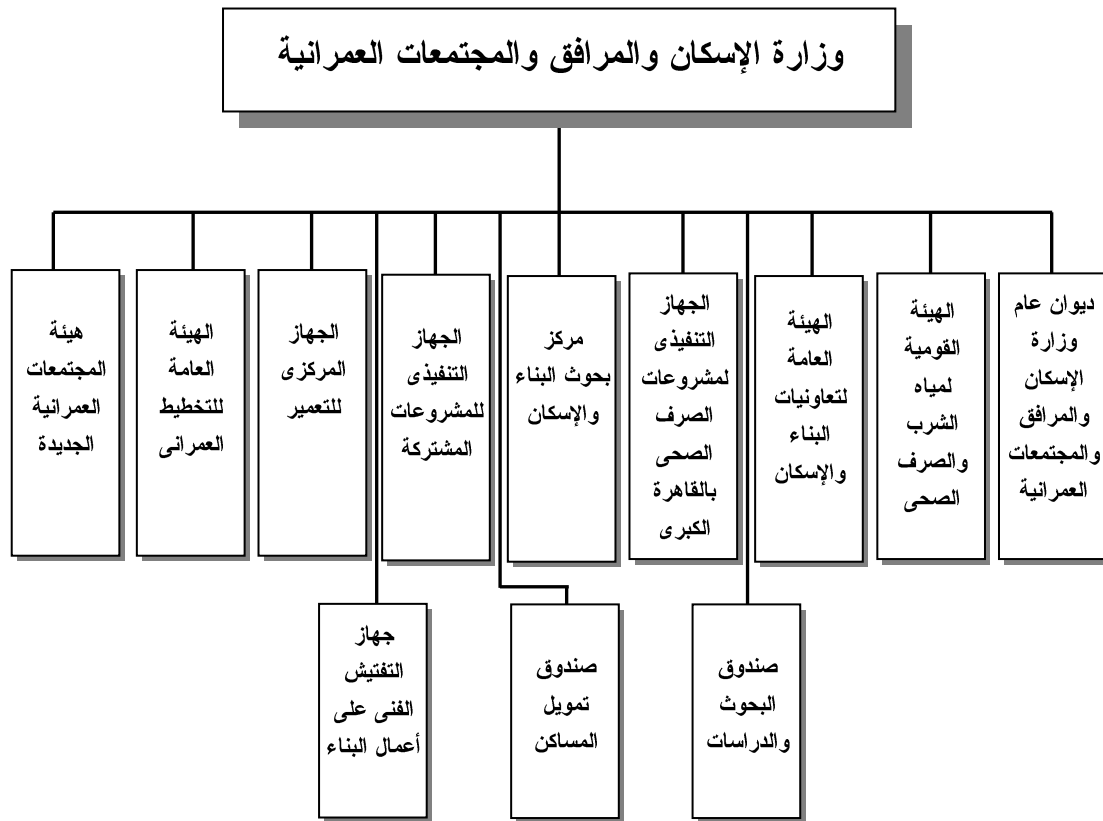 وزارة الإسكان والمرافق والمجتمعات العمرانية
ديوان عام
وزارة
الإسكان
والمرافق
والمجتمعات
العمرانية
الهيئة
القومية
لمياه
الشرب
والصرف
الصحى
الهيئة
العامة
لتعاونيات
البناء
والإسكان
الجهاز
التنفيذى
لمشروعات
الصرف
الصحى
بالقاهرة
الكبرى
مركز
بحوث البناء
والإسكان
الجهاز
التنفيذى
للمشروعات
المشتركة
الجهاز
المركزى
للتعمير
الهيئة
العامة
للتخطيط
العمرانى
هيئة
المجتمعات
العمرانية
الجديدة
صندوق
البحوث
والدراسات
صندوق
تمويل
المساكن
جهاز
التفتيش
الفنى على
أعمال البناء